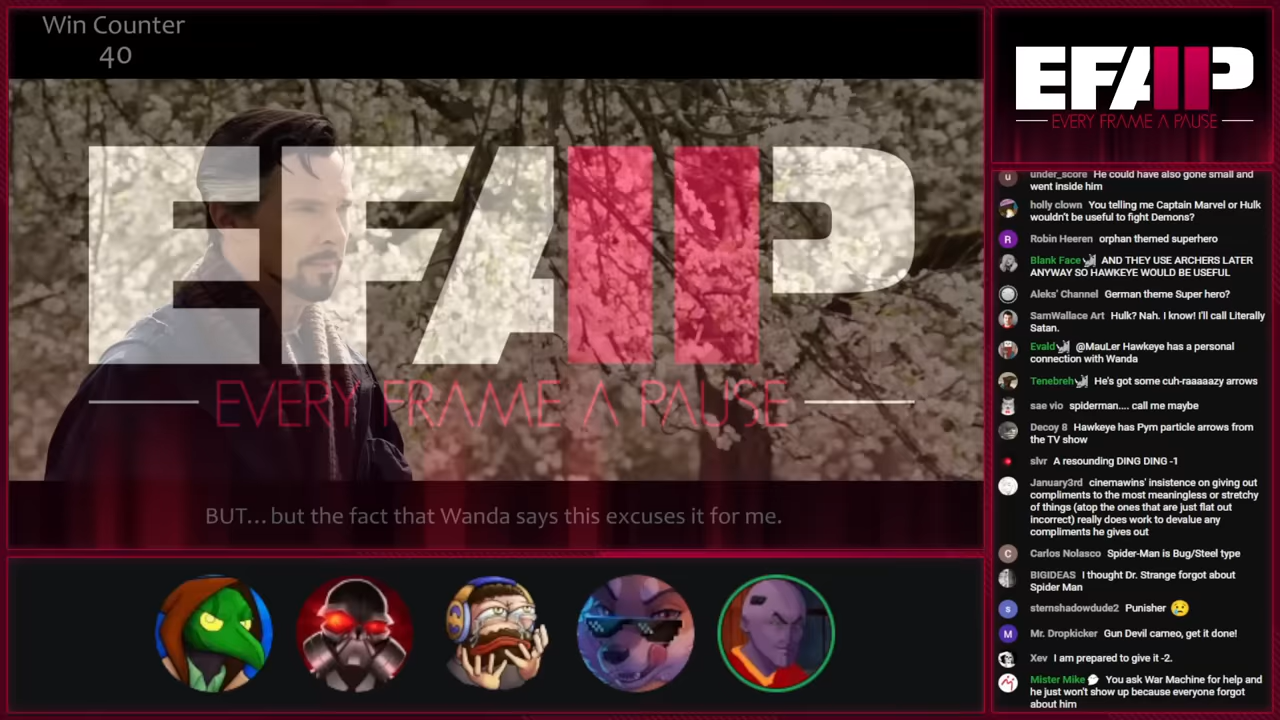 Win Counter
40
EFAP
EVERY FRAME A PAUSE
BUT...but the fact that Wanda says this excuses it for me.
EFAP
EVERY FRAME A PAUSE
u
under_score He could have also gone small and
went inside him
holly clown You telling me Captain Marvel or Hulk
wouldn't be useful to fight Demons?
R
Robin Heeren orphan themed superhero
Blank Face AND THEY USE ARCHERS LATER
ANYWAY SO HAWKEYE WOULD BE USEFUL
Aleks' Channel German theme Super hero?
SamWallace Art Hulk? Nah. I know! I'll call Literally
Satan.
Evald @MauLer Hawkeye has a personal
connection with Wanda
Tenebreh He's got some cuh-raaaaazy arrows
sae vio spiderman.... call me maybe
Decoy 8 Hawkeye has Pym particle arrows from
the TV show
slvr A resounding DING DING -1
January3rd cinemawins' insistence on giving out
compliments to the most meaningless or stretchy
of things (atop the ones that are just flat out
incorrect) really does work to devalue any
compliments he gives out
C
Carlos Nolasco Spider-Man is Bug/Steel type
BIGIDEAS I thought Dr. Strange forgot about
Spider Man
s
sternshadowdude2 Punisher 😢
M
Mr. Dropkicker Gun Devil cameo, get it done!
Xev I am prepared to give it -2.
Mister Mike You ask War Machine for help and
he just won't show up because everyone forgot
about him